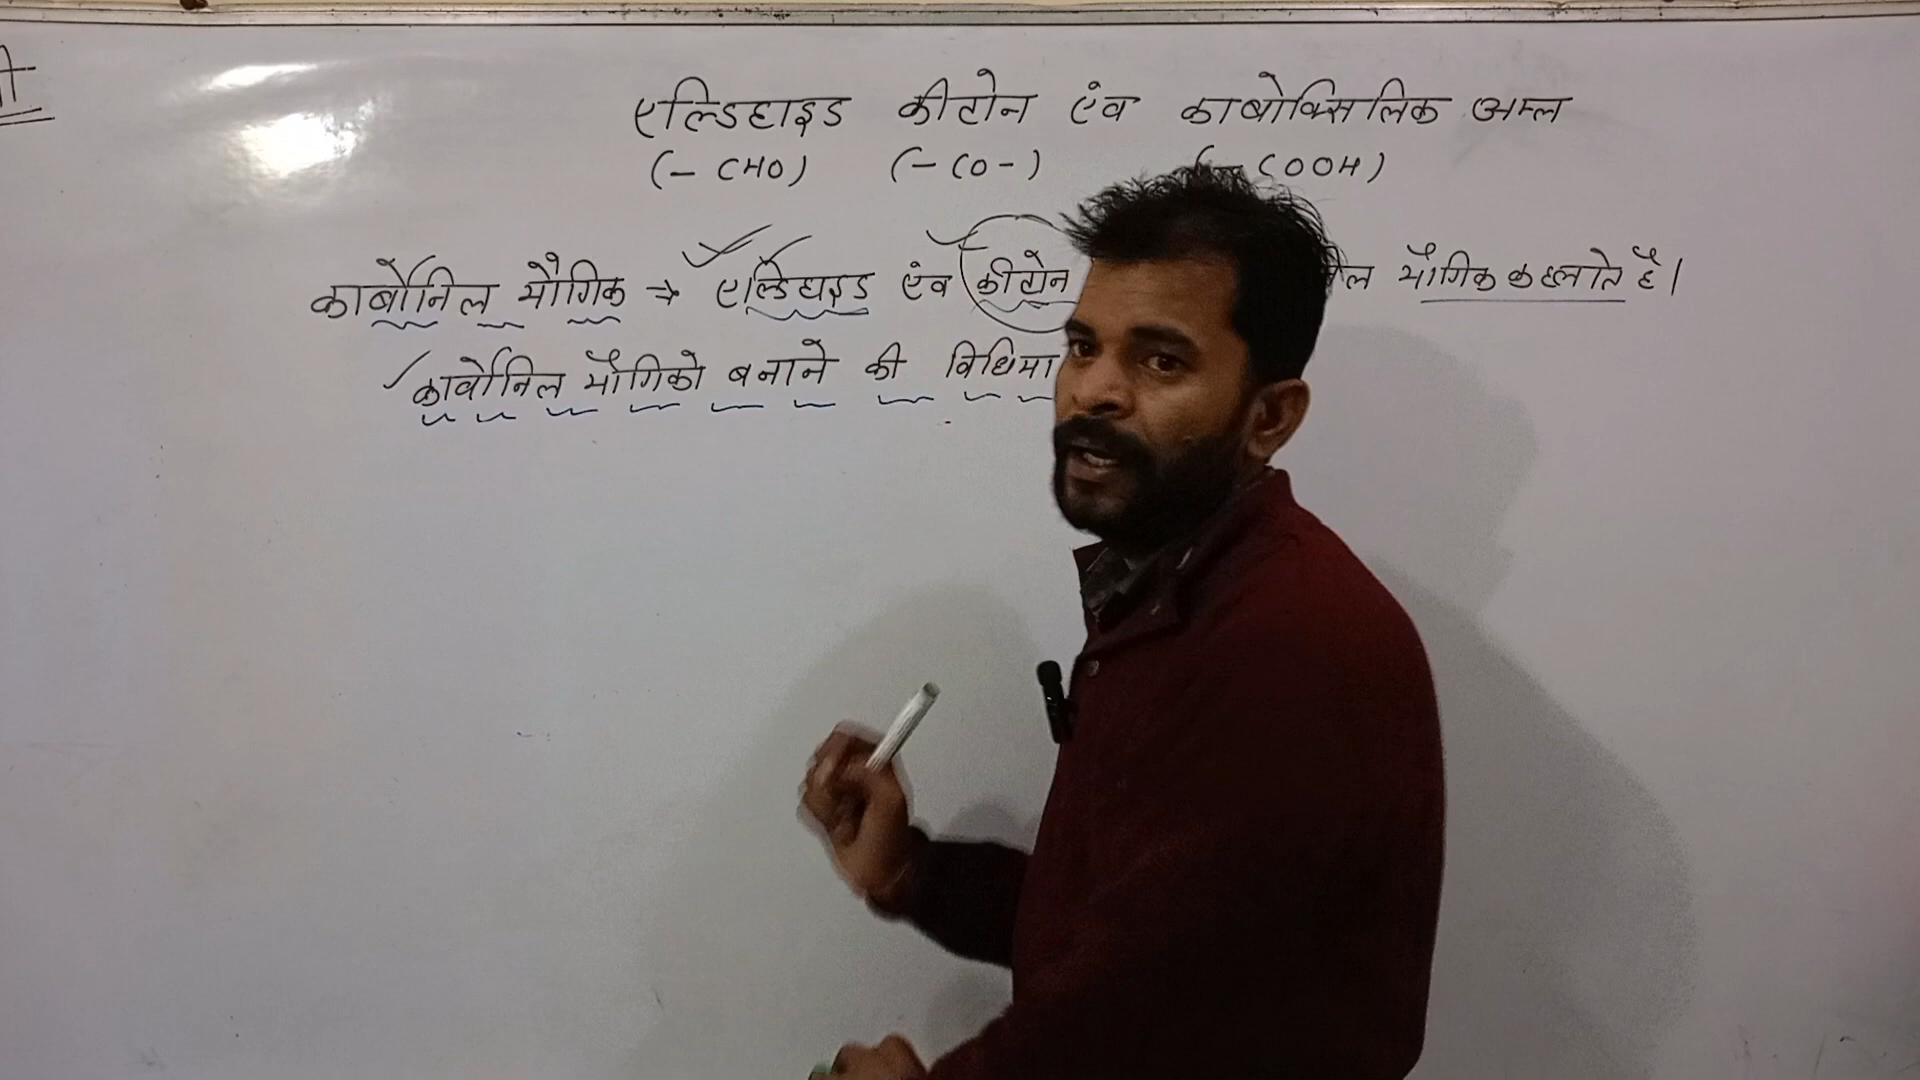 एल्डिहाइड कीटोन एंव काबोक्सिलिक अम्ल
(- CHO) (- CO -) COOH)
कार्बोनिल यौगिक → एल्डिहाइड एंव कीटोन यौगिक कहलाते है।
कार्वोनिल यौगिको बनाने की